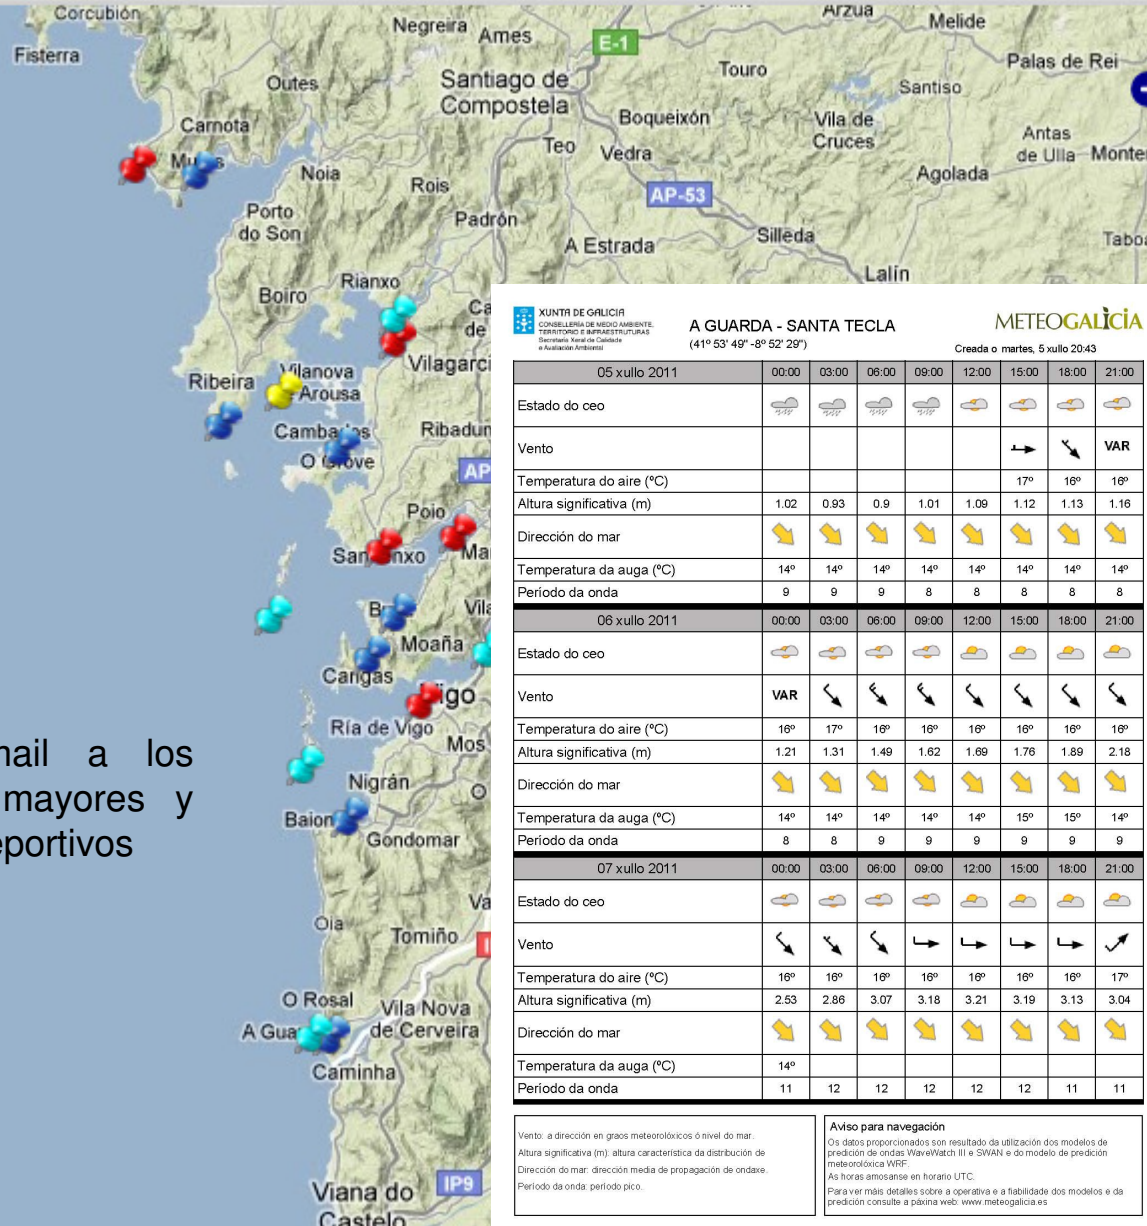 Corcubión
Fisterra
Negreira
Ames
E-1
Arzúa
Melide
Palas de Rei
Touro
Santiso
Outes
Santiago de
Compostela
Boqueixón
Vila de
Cruces
Carnota
Teo
Vedra
Antas
de Ulla
Agolada
Noia
Rois
AP-53
Porto
do Son
Padrón
A Estrada
Silleda
Lalín
Rianxo
Boiro
Vilanova
Arousa
Ribeira
O Grove
AP
Poio
Moaña
Cangas
Ría de Vigo
Mos
Nigrán
Gondomar
Oia
Tomiño
O Rosal
Vila Nova
de Cerveira
Caminha
Viana do
Castelo
IP9
a los
mayores y
XUNTA DE GALICIA
CONSELLERÍA DE MEDIO AMBIENTE,
TERRITORIO E INFRAESTRUTURAS
Secretaría Xeral de Calidade
e Avaliación Ambiental
A GUARDA - SANTA TECLA
(41º 53' 49" -8º 52' 29")
METEOGALICIA
Creada o martes, 5 xullo 20:43
05 xullo 2011 00:00 03:00 06:00 09:00 12:00 15:00 18:00 21:00
Estado do ceo
Vento VAR
Temperatura do aire (ºC) 17º 16º 16º
Altura significativa (m) 1.02 0.93 0.9 1.01 1.09 1.12 1.13 1.16
Dirección do mar
Temperatura da auga (ºC) 14º 14º 14º 14º 14º 14º 14º 14º
Período da onda 9 9 9 8 8 8 8 8
06 xullo 2011 00:00 03:00 06:00 09:00 12:00 15:00 18:00 21:00
Estado do ceo
Vento VAR
Temperatura do aire (ºC) 16º 17º 16º 16º 16º 16º 16º 16º
Altura significativa (m) 1.21 1.31 1.49 1.62 1.69 1.76 1.89 2.18
Dirección do mar
Temperatura da auga (ºC) 14º 14º 14º 14º 14º 15º 15º 14º
Período da onda 8 8 9 9 9 9 9 9
07 xullo 2011 00:00 03:00 06:00 09:00 12:00 15:00 18:00 21:00
Estado do ceo
Vento
Temperatura do aire (ºC) 16º 16º 16º 16º 16º 16º 16º 17º
Altura significativa (m) 2.53 2.86 3.07 3.18 3.21 3.19 3.13 3.04
Dirección do mar
Temperatura da auga (ºC) 14º
Período da onda 11 12 12 12 12 12 11 11
Vento: a dirección en graos meteorolóxicos ó nivel do mar.
Altura significativa (m): altura característica da distribución de
Dirección do mar: dirección media de propagación de ondaxe.
Período da onda: período pico.
Aviso para navegación
Os datos proporcionados son resultado da utilización dos modelos de
predición de ondas WaveWatch III e SWAN e do modelo de predición
meteorolóxica WRF.
As horas amosanse en horario UTC.
Para ver máis detalles sobre a operativa e a fiabilidade dos modelos e da
predición consulte a páxina web: www.meteogalicia.es